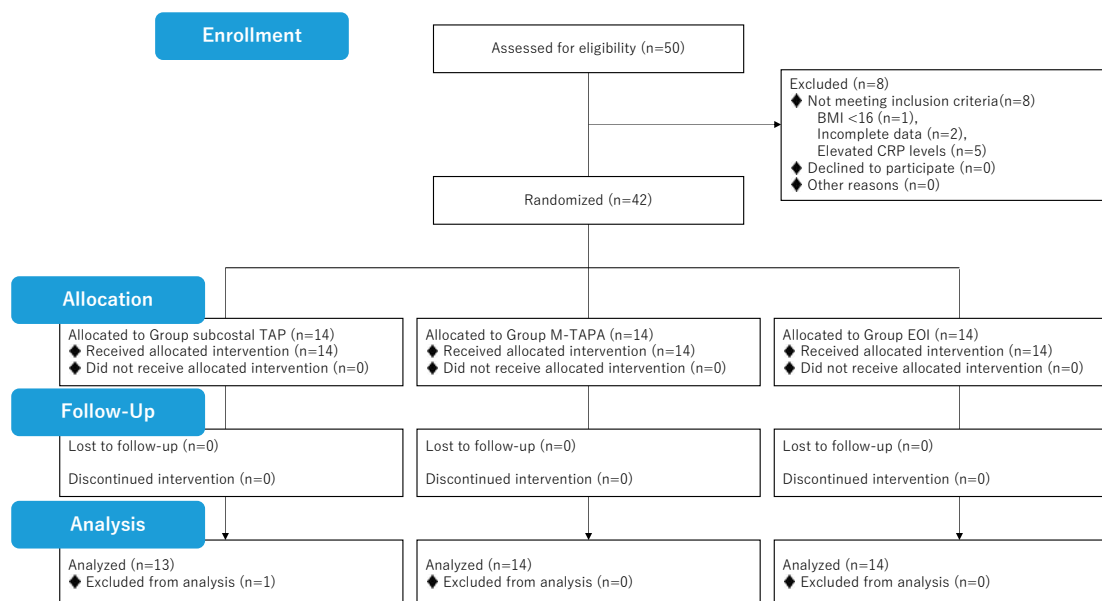 Enrollment
Assessed for eligibility (n=50)
Excluded (n=8)
◆ Not meeting inclusion criteria(n=8)
BMI <16 (n=1),
Incomplete data (n=2),
Elevated CRP levels (n=5)
◆ Declined to participate (n=0)
◆ Other reasons (n=0)
Randomized (n=42)
Allocation
Allocated to Group subcostal TAP (n=14)
◆ Received allocated intervention (n=14)
◆ Did not receive allocated intervention (n=0)
Allocated to Group M-TAPA (n=14)
◆ Received allocated intervention (n=14)
◆ Did not receive allocated intervention (n=0)
Allocated to Group EOI (n=14)
◆ Received allocated intervention (n=14)
◆ Did not receive allocated intervention (n=0)
Follow-Up
Lost to follow-up (n=0)
Discontinued intervention (n=0)
Lost to follow-up (n=0)
Discontinued intervention (n=0)
Lost to follow-up (n=0)
Discontinued intervention (n=0)
Analysis
Analyzed (n=13)
◆ Excluded from analysis (n=1)
Analyzed (n=14)
◆ Excluded from analysis (n=0)
Analyzed (n=14)
◆ Excluded from analysis (n=0)